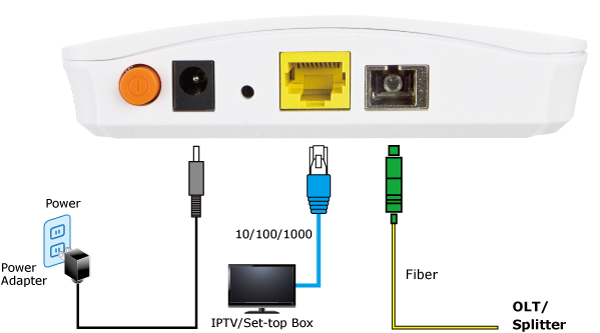 Power
10/100/1000
Power
Adapter
Fiber
IPTV/Set-top Box
OLT/
Splitter